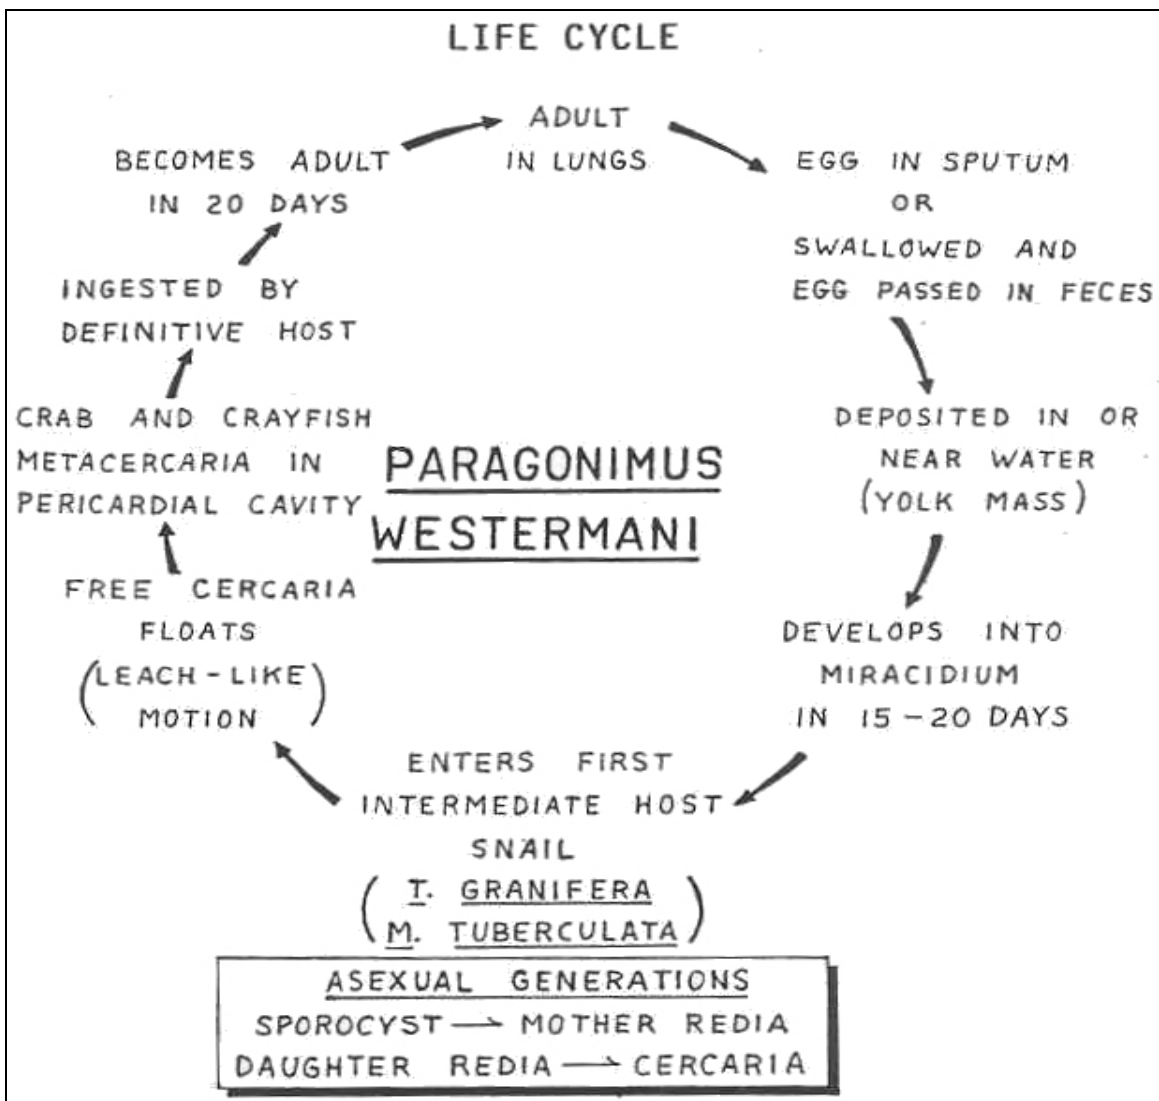 LIFE CYCLE
ADULT
IN LUNGS
EGG IN SPUTUM
OR
SWALLOWED AND
EGG PASSED IN FECES
DEPOSITED IN OR
NEAR WATER
(YOLK MASS)
DEVELOPS INTO
MIRACIDIUM
IN 15-20 DAYS
ENTERS FIRST
INTERMEDIATE HOST
SNAIL
(T. GRANIFERA
M. TUBERCULATA)
ASEXUAL GENERATIONS
SPOROCYST → MOTHER REDIA
DAUGHTER REDIA → CERCARIA
FREE CERCARIA
FLOATS
(LEACH-LIKE
MOTION)
CRAB AND CRAYFISH
METACERCARIA IN
PERICARDIAL CAVITY
INGESTED BY
DEFINITIVE HOST
BECOMES ADULT
IN 20 DAYS
PARAGONIMUS
WESTERMANI